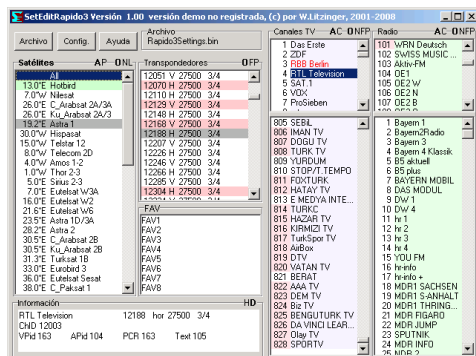 SetEditRapido3 Versión 1.00 versión demo no registrada, (c) por W.Litzinger, 2001-2008
Archivo Config. Ayuda
Archivo
Rapido3Settings.bin
Satélites AP ONL
All
13.0°E Hotbird
7.0°W Nilesat
26.0°E C_Arabsat 2A/3A
26.0°E Ku_Arabsat 2A/3
19.2°E Astra 1
30.0°W Hispasat
15.0°W Telstar 12
8.0°W Telecom 2D
4.0°W Amos 1-2
1.0°W Thor 2-3
5.0°E Sirius 2-3
7.0°E Eutelsat W3A
16.0°E Eutelsat W2
21.6°E Eutelsat W6
23.5°E Astra 1D/3A
28.2°E Astra 2
30.5°E C_Arabsat 2B
30.5°E Ku_Arabsat 2B
31.3°E Turksat 1B
33.0°E Eurobird 3
36.0°E Eutelsat Sesat
38.0°E C_Paksat 1
Transpondedores OFP
12051 V 27500 3/4
12070 H 27500 3/4
12110 H 27500 3/4
12129 V 27500 3/4
12148 H 27500 3/4
12168 V 27500 3/4
12188 H 27500 3/4
12207 V 27500 3/4
12226 H 27500 3/4
12246 V 27500 3/4
12266 H 27500 3/4
12285 V 27500 3/4
12304 H 27500 3/4
FAV
FAV1
FAV2
FAV3
FAV4
FAV5
FAV6
FAV7
FAV8
Información HD
RTL Television 12188 hor 27500 3/4
CND 12003
VPid 163 APid 104 PCR 163 Text 105
Canales TV AC ONFP
1 Das Erste
2 ZDF
3 RBB Berlin
4 RTL Television
5 SAT.1
6 VOX
7 ProSieben
805 SEBIL
806 IMAN TV
807 DOGU TV
808 TURK TV
809 YURDUM
810 STOP/T.TEMPO
811 FOXTURK
812 HATAY TV
813 E MEDYA INTE...
814 TURKC
815 HAZAR TV
816 KIRMIZI TV
817 TurkSpor TV
818 AirBox
819 DTV
820 VATAN TV
821 BERAT
822 AAA TV
823 DEM TV
824 Biz TV
825 BENGUTURK TV
826 DA VINCI LEAR...
827 Olay TV
828 SPORTV
Radio AC ONFP
101 WRN Deutsch
102 SWISS MUSIC ...
103 Aktiv-FM
104 OE1
105 OE2 W
106 OE2 V
107 OE2 B
1 Bayern 1
2 Bayern2Radio
3 Bayern 3
4 Bayern 4 Klassik
5 B5 aktuell
6 B5 plus
7 BAYERN MOBIL
8 DAS MODUL
9 DW 1
10 DW 4
11 hr 1
12 hr 2
13 hr 3
14 hr 4
15 YOU FM
16 hr-info
17 hr-info +
18 MDR1 SACHSEN
19 MDR1 S-ANHALT
20 MDR1 THRING...
21 MDR FIGARO
22 MDR JUMP
23 SPUTNIK
24 MDR INFO
25 NDR 2